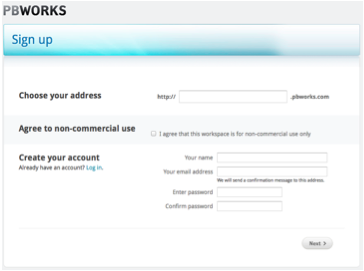 PBWORKS
Sign up
Choose your address http:// .pbworks.com
Agree to non-commercial use I agree that this workspace is for non-commercial use only
Create your account Your name
Already have an account? Log in. Your email address
We will send a confirmation message to this address.
Enter password
Confirm password
Next >